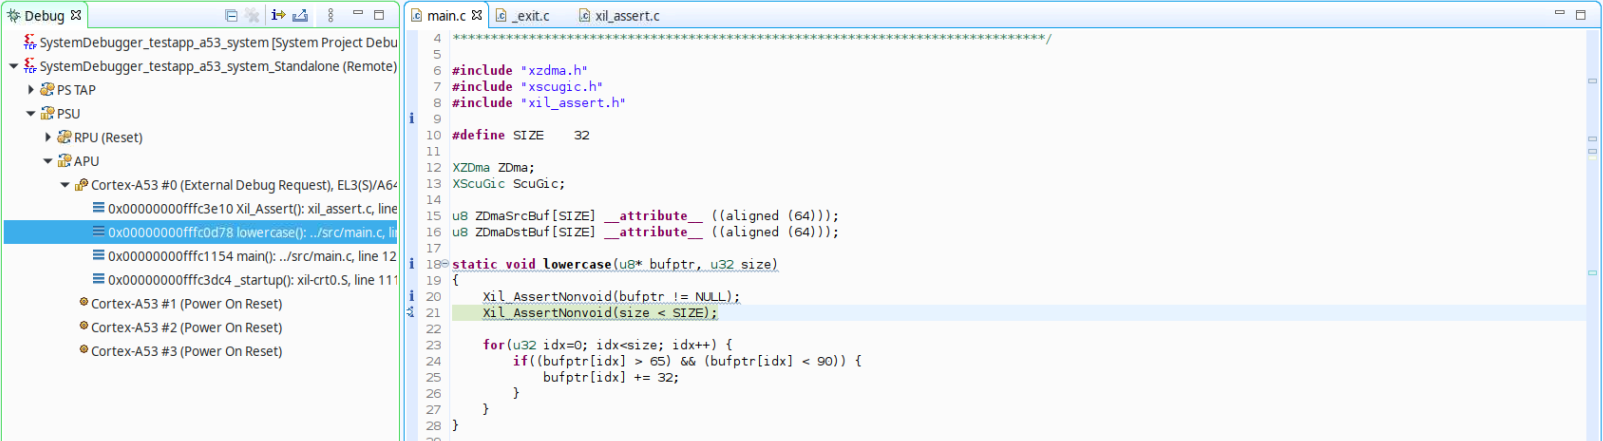 Debug
SystemDebugger_testapp_a53_system [System Project Debu
SystemDebugger_testapp_a53_system_Standalone (Remote)
PS TAP
PSU
RPU (Reset)
APU
Cortex-A53 #0 (External Debug Request), EL3(S)/A64
0x00000000fffc3e10 Xil_Assert(): xil_assert.c, line
0x00000000fffc0d78 lowercase(): ../src/main.c, li
0x00000000fffc1154 main(): ../src/main.c, line 12
0x00000000fffc3dc4 _startup(): xil-crt0.S, line 111
Cortex-A53 #1 (Power On Reset)
Cortex-A53 #2 (Power On Reset)
Cortex-A53 #3 (Power On Reset)
main.c _exit.c xil_assert.c
4 ******************************************************************************/
5
6 #include "xzdma.h"
7 #include "xscugic.h"
8 #include "xil_assert.h"
9
10 #define SIZE    32
11
12 XZDma ZDma;
13 XScuGic ScuGic;
14
15 u8 ZDmaSrcBuf[SIZE] __attribute__ ((aligned (64)));
16 u8 ZDmaDstBuf[SIZE] __attribute__ ((aligned (64)));
17
18 static void lowercase(u8* bufptr, u32 size)
19 {
20     Xil_AssertNonvoid(bufptr != NULL);
21     Xil_AssertNonvoid(size < SIZE);
22
23     for(u32 idx=0; idx<size; idx++) {
24         if((bufptr[idx] > 65) && (bufptr[idx] < 90)) {
25             bufptr[idx] += 32;
26         }
27     }
28 }